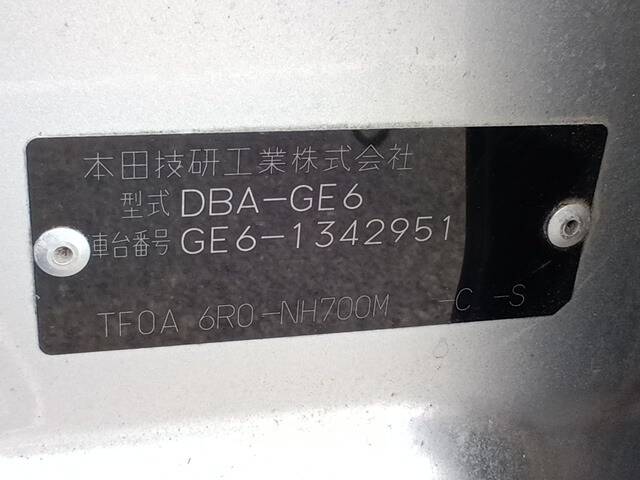 本田技研工業株式会社
型式 DBA-GE6
車台番号 GE6-1342951
TF0A 6R0-NH700M -C -S